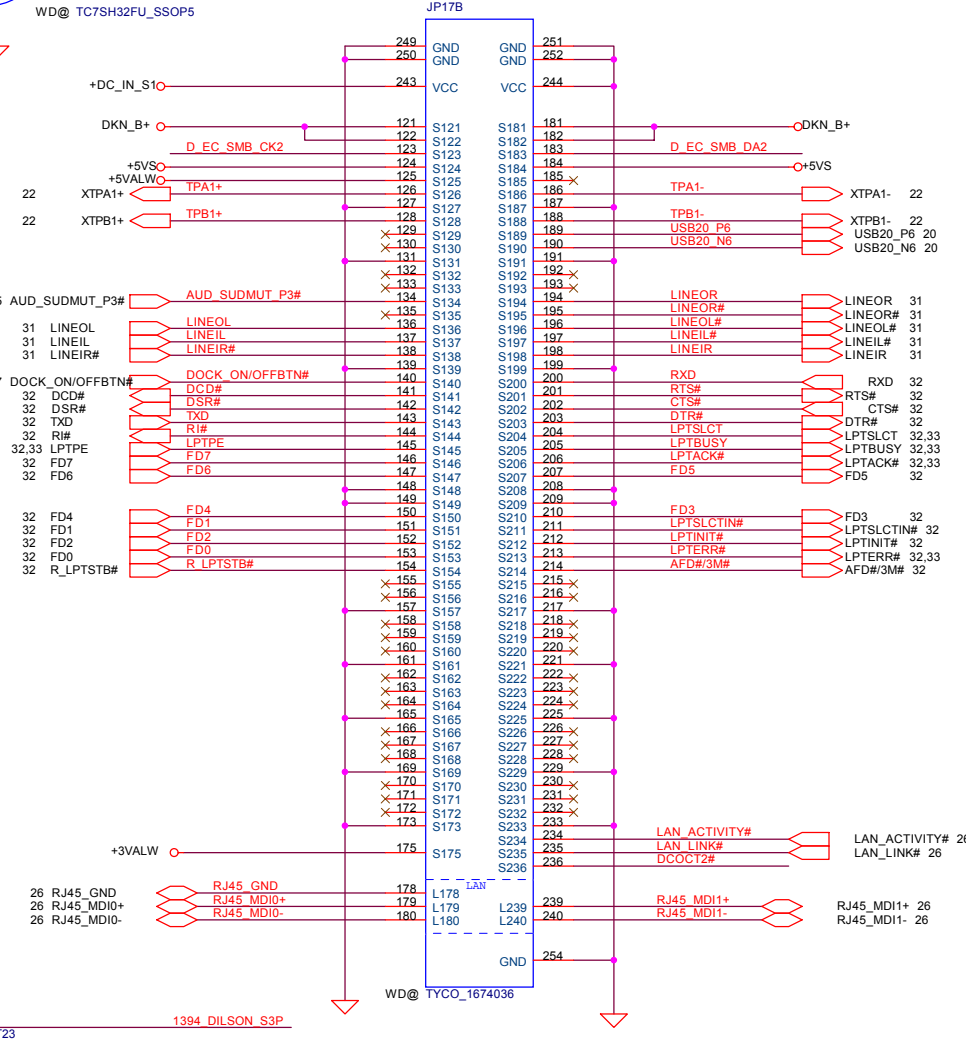 WD@ TC7SH32FU_SSOP5
JP17B
249 GND GND 251
250 GND GND 252
+DC_IN_S1 243 VCC VCC 244
DKN_B+ 121 S121 S181 181 DKN_B+
122 S122 S182 182
D_EC_SMB_CK2 123 S123 S183 183 D_EC_SMB_DA2
+5VS 124 S124 S184 184 +5VS
+5VALW 125 S125 S185 185
22 XTPA1+ TPA1+ 126 S126 S186 186 TPA1- XTPA1- 22
127 S127 S187 187
22 XTPB1+ TPB1+ 128 S128 S188 188 TPB1- XTPB1- 22
129 S129 S189 189 USB20_P6 USB20_P6 20
130 S130 S190 190 USB20_N6 USB20_N6 20
131 S131 S191 191
132 S132 S192 192
133 S133 S193 193
AUD_SUDMUT_P3# AUD_SUDMUT_P3# 134 S134 S194 194 LINEOR LINEOR 31
135 S135 S195 195 LINEOR# LINEOR# 31
31 LINEOL LINEOL 136 S136 S196 196 LINEOL# LINEOL# 31
31 LINEIL LINEIL 137 S137 S197 197 LINEIL# LINEIL# 31
31 LINEIR# LINEIR# 138 S138 S198 198 LINEIR LINEIR 31
139 S139 S199 199
DOCK_ON/OFFBTN# DOCK_ON/OFFBTN# 140 S140 S200 200 RXD RXD 32
32 DCD# DCD# 141 S141 S201 201 RTS# RTS# 32
32 DSR# DSR# 142 S142 S202 202 CTS# CTS# 32
32 TXD TXD 143 S143 S203 203 DTR# DTR# 32
32 RI# RI# 144 S144 S204 204 LPTSLCT LPTSLCT 32,33
32,33 LPTPE LPTPE 145 S145 S205 205 LPTBUSY LPTBUSY 32,33
32 FD7 FD7 146 S146 S206 206 LPTACK# LPTACK# 32,33
32 FD6 FD6 147 S147 S207 207 FD5 FD5 32
148 S148 S208 208
149 S149 S209 209
32 FD4 FD4 150 S150 S210 210 FD3 FD3 32
32 FD1 FD1 151 S151 S211 211 LPTSLCTIN# LPTSLCTIN# 32
32 FD2 FD2 152 S152 S212 212 LPTINIT# LPTINIT# 32
32 FD0 FD0 153 S153 S213 213 LPTERR# LPTERR# 32,33
32 R_LPTSTB# R_LPTSTB# 154 S154 S214 214 AFD#/3M# AFD#/3M# 32
155 S155 S215 215
156 S156 S216 216
157 S157 S217 217
158 S158 S218 218
159 S159 S219 219
160 S160 S220 220
161 S161 S221 221
162 S162 S222 222
163 S163 S223 223
164 S164 S224 224
165 S165 S225 225
166 S166 S226 226
167 S167 S227 227
168 S168 S228 228
169 S169 S229 229
170 S170 S230 230
171 S171 S231 231
172 S172 S232 232
173 S173 S233 233
S234 234 LAN_ACTIVITY# LAN_ACTIVITY# 26
+3VALW 175 S175 S235 235 LAN_LINK# LAN_LINK# 26
S236 236 DCOCT2#
LAN
26 RJ45_GND RJ45_GND 178 L178
26 RJ45_MDI0+ RJ45_MDI0+ 179 L179 L239 239 RJ45_MDI1+ RJ45_MDI1+ 26
26 RJ45_MDI0- RJ45_MDI0- 180 L180 L240 240 RJ45_MDI1- RJ45_MDI1- 26
GND 254
WD@ TYCO_1674036
1394_DILSON_S3P